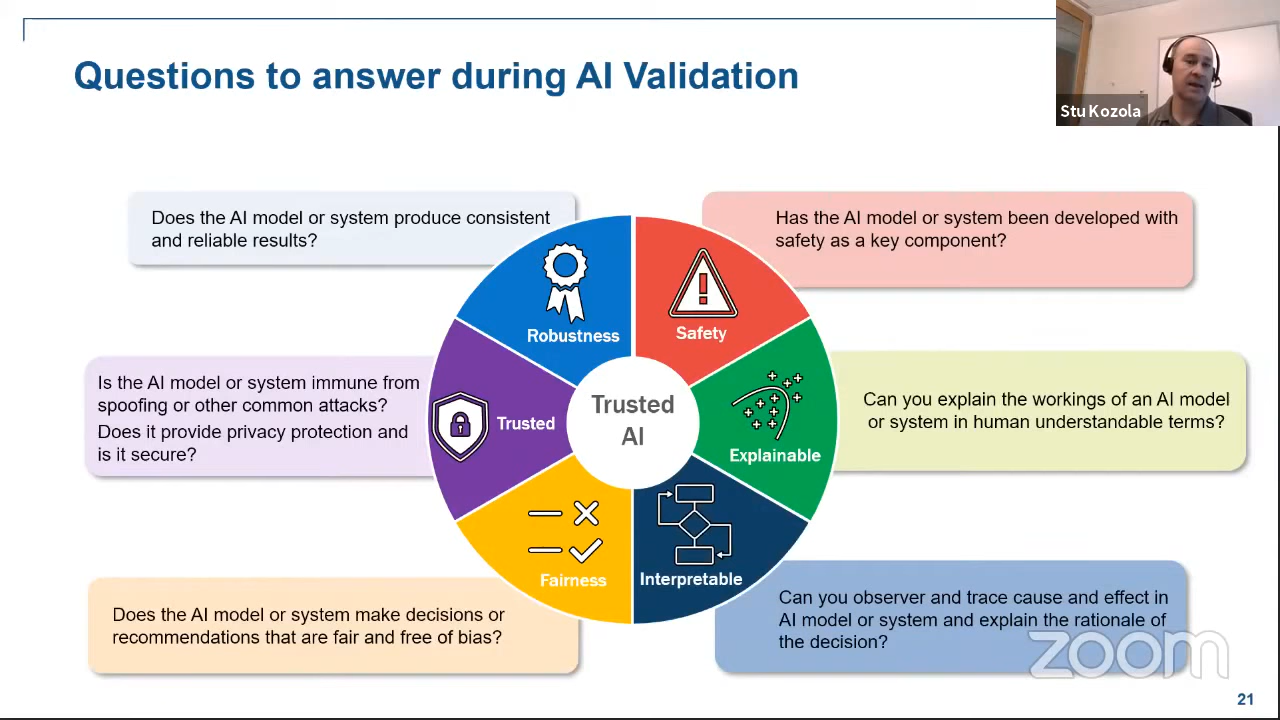 Questions to answer during AI Validation
Stu Kozola
Does the AI model or system produce consistent
and reliable results?
Has the AI model or system been developed with
safety as a key component?
Robustness
Safety
Is the AI model or system immune from
spoofing or other common attacks?
Does it provide privacy protection and
is it secure?
Trusted
Trusted
AI
Explainable
Can you explain the workings of an AI model
or system in human understandable terms?
Fairness
Interpretable
Does the AI model or system make decisions or
recommendations that are fair and free of bias?
Can you observer and trace cause and effect in
AI model or system and explain the rationale of
the decision?
zoom
21